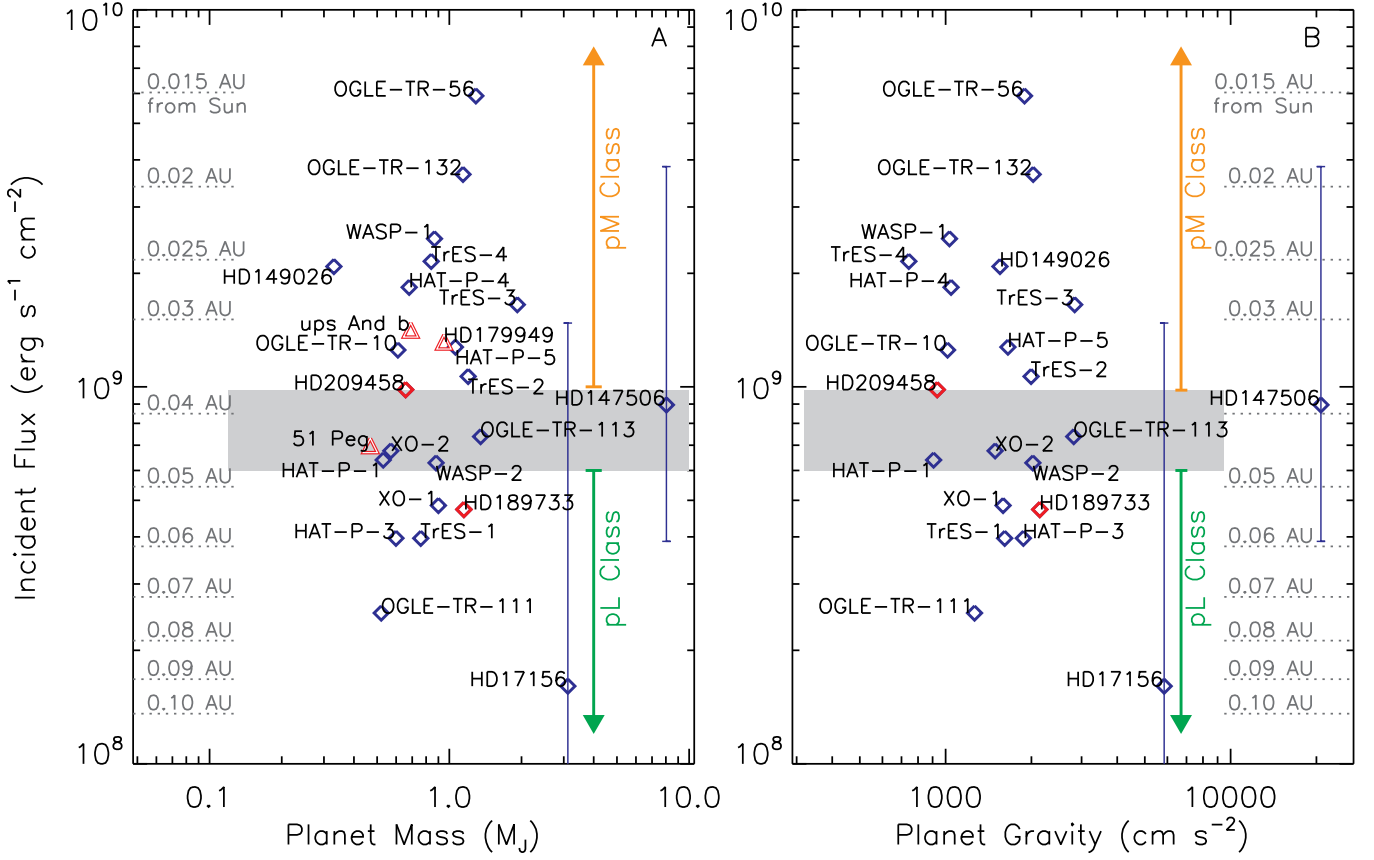 Incident Flux (erg s−1 cm−2)
10^10
10^9
10^8
A
0.015 AU
from Sun
0.02 AU
0.025 AU
0.03 AU
0.04 AU
0.05 AU
0.06 AU
0.07 AU
0.08 AU
0.09 AU
0.10 AU
OGLE−TR−56
OGLE−TR−132
WASP−1
TrES−4
HD149026
HAT−P−4
TrES−3
ups And b
HD179949
OGLE−TR−10
HAT−P−5
HD209458
TrES−2
HD147506
OGLE−TR−113
51 Peg
XO−2
HAT−P−1
WASP−2
XO−1
HD189733
HAT−P−3
TrES−1
OGLE−TR−111
HD17156
pM Class
pL Class
0.1
1.0
10.0
Planet Mass (MJ)
10^10
10^9
10^8
B
0.015 AU
from Sun
0.02 AU
0.025 AU
0.03 AU
0.04 AU
0.05 AU
0.06 AU
0.07 AU
0.08 AU
0.09 AU
0.10 AU
OGLE−TR−56
OGLE−TR−132
WASP−1
TrES−4
HD149026
HAT−P−4
TrES−3
OGLE−TR−10
HAT−P−5
TrES−2
HD209458
HD147506
OGLE−TR−113
XO−2
HAT−P−1
WASP−2
XO−1
HD189733
TrES−1
HAT−P−3
OGLE−TR−111
HD17156
pM Class
pL Class
1000
10000
Planet Gravity (cm s−2)